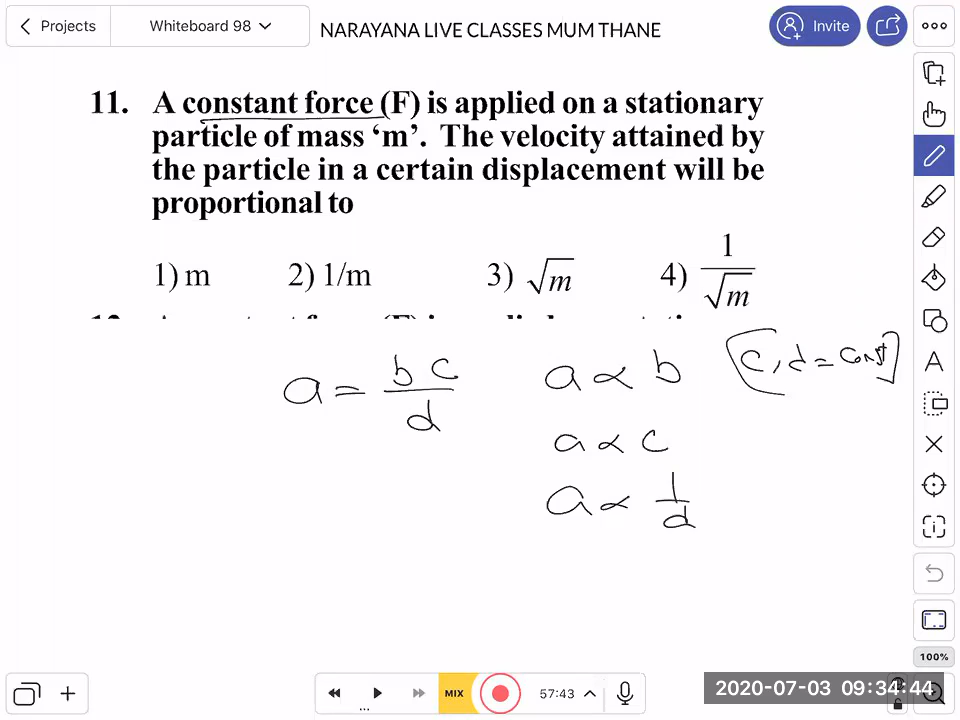 Projects
Whiteboard 98
NARAYANA LIVE CLASSES MUM THANE
Invite
11. A constant force (F) is applied on a stationary
particle of mass ‘m’. The velocity attained by
the particle in a certain displacement will be
proportional to
1) m 2) 1/m 3) √m 4) 1/√m
a = bc/d a ∝ b [c, d = const]
a ∝ c
a ∝ 1/d
A
100%
MIX
57:43
2020-07-03 09:34:44